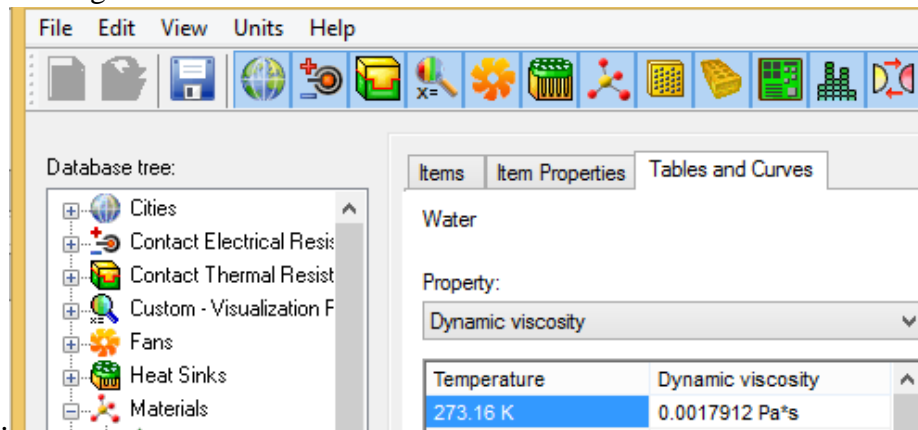 File Edit View Units Help
x=
Database tree:
Cities
Contact Electrical Resis
Contact Thermal Resist
Custom - Visualization F
Fans
Heat Sinks
Materials
Items Item Properties Tables and Curves
Water
Property:
Dynamic viscosity
Temperature Dynamic viscosity
273.16 K 0.0017912 Pa*s